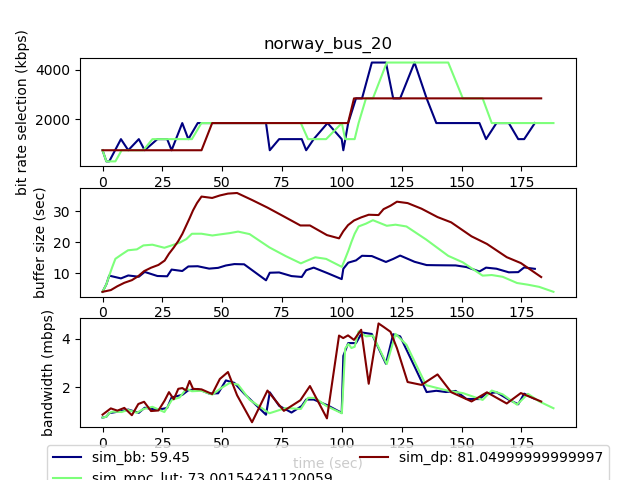 norway_bus_20
bit rate selection (kbps)
4000
2000
0 25 50 75 100 125 150 175
buffer size (sec)
30
20
10
0 25 50 75 100 125 150 175
bandwidth (mbps)
4
2
0 25 50 75 100 125 150 175
time (sec)
sim_bb: 59.45
sim_dp: 81.04999999999997
sim_mpc_lut: 73.00154241120059